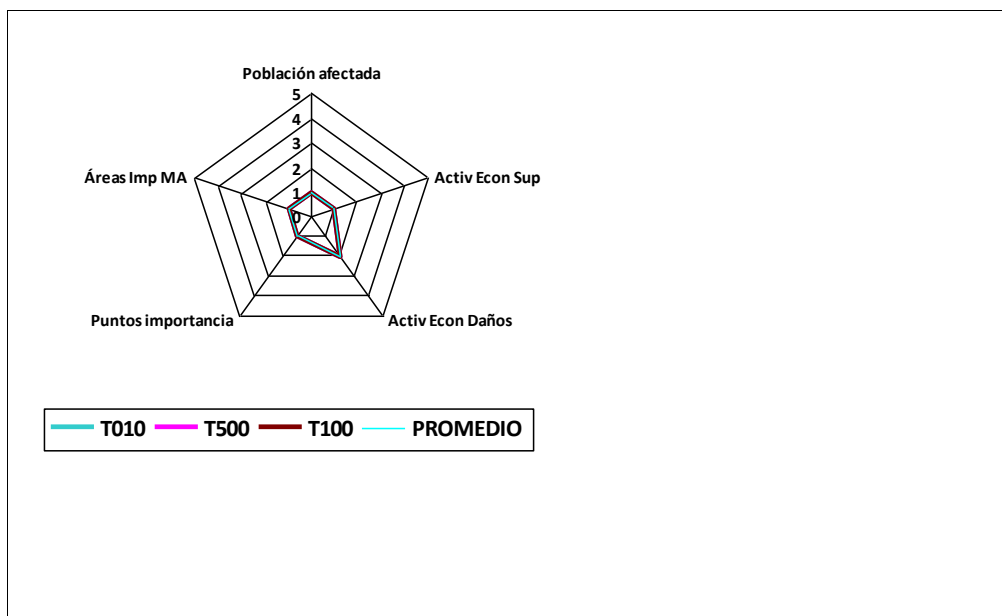 Población afectada
5
4
3
2
1
0
Áreas Imp MA
Activ Econ Sup
Puntos importancia
Activ Econ Daños
T010 T500 T100 PROMEDIO